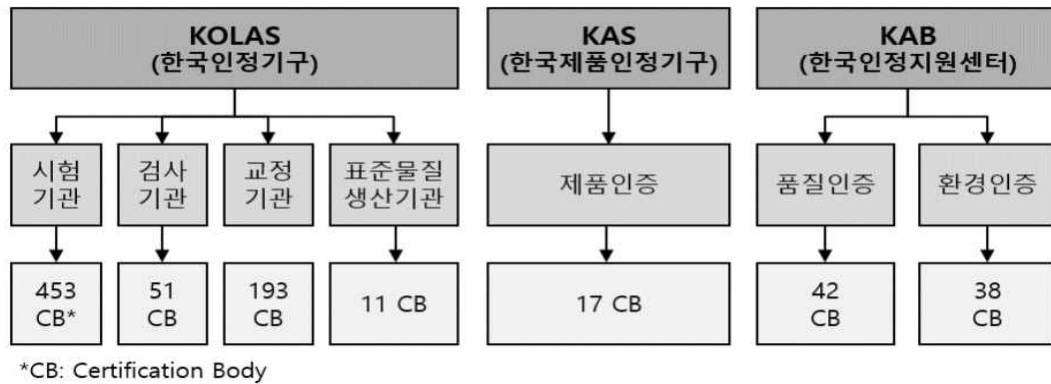 KOLAS
(한국인정기구)
KAS
(한국제품인정기구)
KAB
(한국인정지원센터)
시험
기관
검사
기관
교정
기관
표준물질
생산기관
제품인증
품질인증
환경인증
453
CB*
51
CB
193
CB
11 CB
17 CB
42
CB
38
CB
*CB: Certification Body